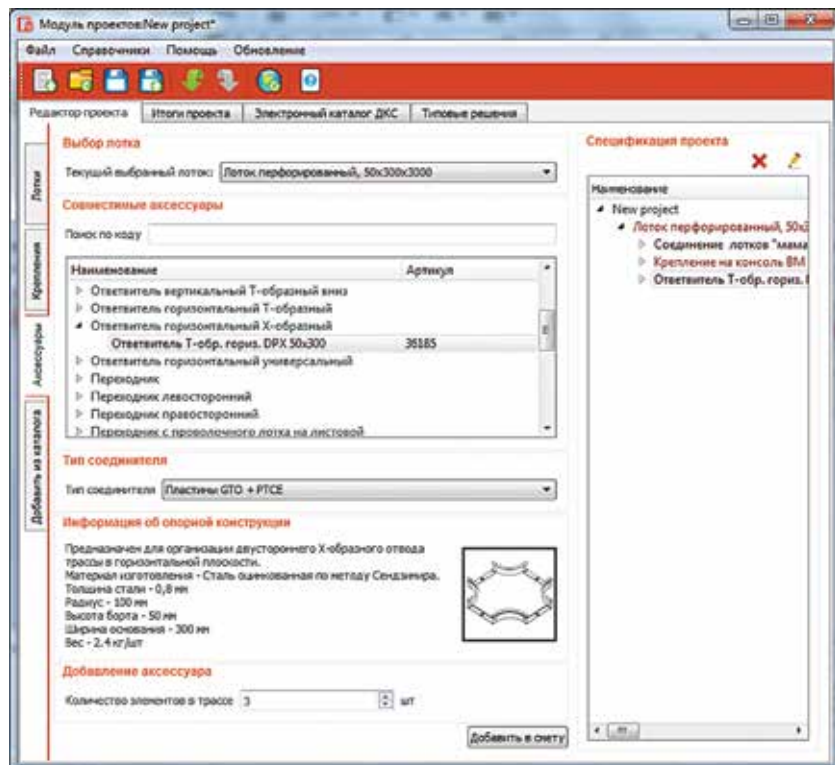 Модуль проектов:New project*
Файл Справочники Помощь Обновление
Редактор проекта Итоги проекта Электронный каталог ДКС Типовые решения
Лотки
Крепления
Аксессуары
Добавить из каталога
Выбор лотка
Текущий выбранный лоток: Лоток перфорированный, 50x300x3000
Совместимые аксессуары
Поиск по коду
Наименование Артикул
Ответвитель вертикальный Т-образный вниз
Ответвитель горизонтальный Т-образный
Ответвитель горизонтальный Х-образный
Ответвитель Т-обр. гориз. DPX 50x300 36185
Ответвитель горизонтальный универсальный
Переходник
Переходник левосторонний
Переходник правосторонний
Переходник с проволочного лотка на листовой
Тип соединителя
Тип соединителя Пластины GTO + PTCE
Информация об опорной конструкции
Предназначен для организации двустороннего Х-образного отвода
трассы в горизонтальной плоскости.
Материал изготовления - Сталь оцинкованная по методу Сендзимира.
Толщина стали - 0,8 мм
Радиус - 100 мм
Высота борта - 50 мм
Ширина основания - 300 мм
Вес - 2.4 кг/шт
Добавление аксессуара
Количество элементов в трассе 3 шт
Добавить в смету
Спецификация проекта
Наименование
New project
Лоток перфорированный, 50x3
Соединение лотков "мама
Крепление на консоль BM
Ответвитель Т-обр. гориз.